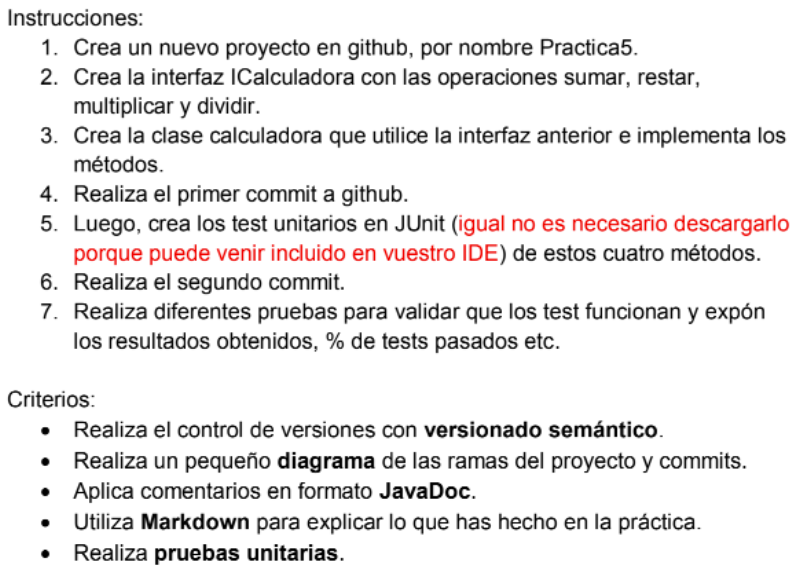 Instrucciones:
1. Crea un nuevo proyecto en github, por nombre Practica5.
2. Crea la interfaz ICalculadora con las operaciones sumar, restar,
multiplicar y dividir.
3. Crea la clase calculadora que utilice la interfaz anterior e implementa los
métodos.
4. Realiza el primer commit a github.
5. Luego, crea los test unitarios en JUnit (igual no es necesario descargarlo
porque puede venir incluido en vuestro IDE) de estos cuatro métodos.
6. Realiza el segundo commit.
7. Realiza diferentes pruebas para validar que los test funcionan y expón
los resultados obtenidos, % de tests pasados etc.
Criterios:
• Realiza el control de versiones con versionado semántico.
• Realiza un pequeño diagrama de las ramas del proyecto y commits.
• Aplica comentarios en formato JavaDoc.
• Utiliza Markdown para explicar lo que has hecho en la práctica.
• Realiza pruebas unitarias.